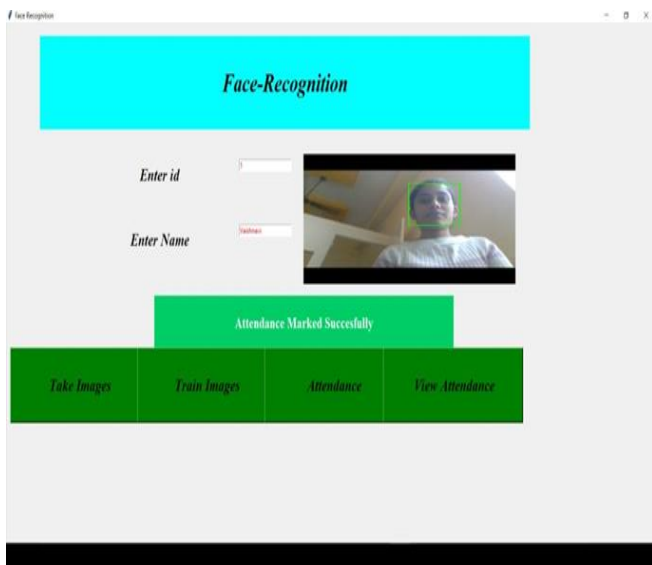 Face Recognition
Face-Recognition
Enter id
Enter Name
Attendance Marked Succesfully
Take Images
Train Images
Attendance
View Attendance